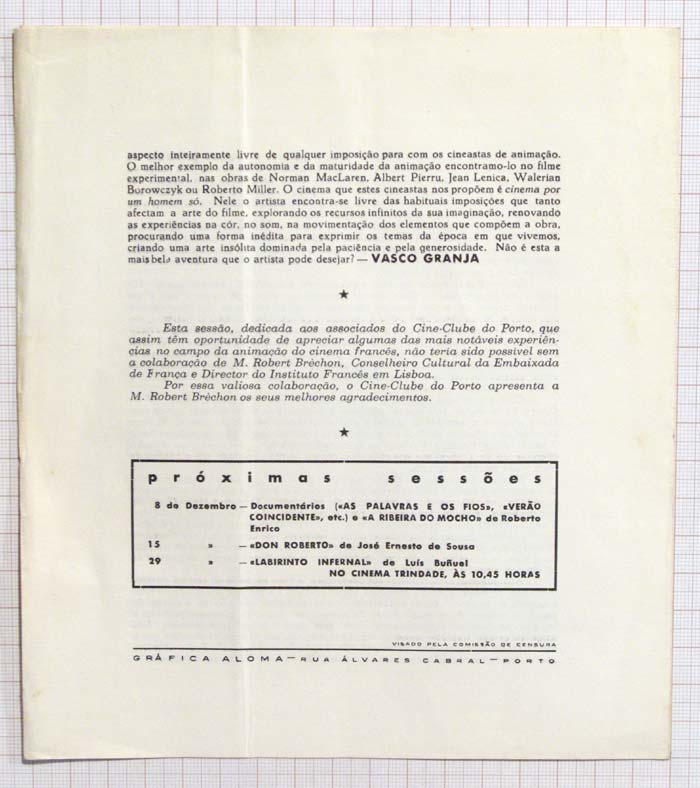 aspecto inteiramente livre de qualquer imposição para com os cineastas de animação.
O melhor exemplo da autonomia e da maturidade da animação encontramo-lo no filme
experimental, nas obras de Norman MacLaren, Albert Pierru, Jean Lenica, Walerian
Burowczyk ou Roberto Miller. O cinema que estes cineastas nos propõem é cinema por
um homem só. Nele o artista encontra-se livre das habituais imposições que tanto
afectam a arte do filme, explorando os recursos infinitos da sua imaginação, renovando
as experiências na côr, no som, na movimentação dos elementos que compõem a obra,
procurando uma forma inédita para exprimir os temas da época em que vivemos,
criando uma arte insólita dominada pela paciência e pela generosidade. Não é esta a
mais bela aventura que o artista pode desejar? — VASCO GRANJA
★
Esta sessão, dedicada aos associados do Cine-Clube do Porto, que
assim têm oportunidade de apreciar algumas das mais notáveis experiên-
cias no campo da animação do cinema francês, não teria sido possível sem
a colaboração de M. Robert Bréchon, Conselheiro Cultural da Embaixada
de França e Director do Instituto Francês em Lisboa.
Por essa valiosa colaboração, o Cine-Clube do Porto apresenta a
M. Robert Bréchon os seus melhores agradecimentos.
★
próximas sessões
8 de Dezembro — Documentários («AS PALAVRAS E OS FIOS», «VERÃO
COINCIDENTE», etc.) e «A RIBEIRA DO MOCHO» de Roberto
Enrico
15 » — «DON ROBERTO» de José Ernesto de Sousa
29 » — «LABIRINTO INFERNAL» de Luís Buñuel
NO CINEMA TRINDADE, ÀS 10,45 HORAS
VISADO PELA COMISSÃO DE CENSURA
GRÁFICA ALOMA — RUA ÁLVARES CABRAL — PORTO